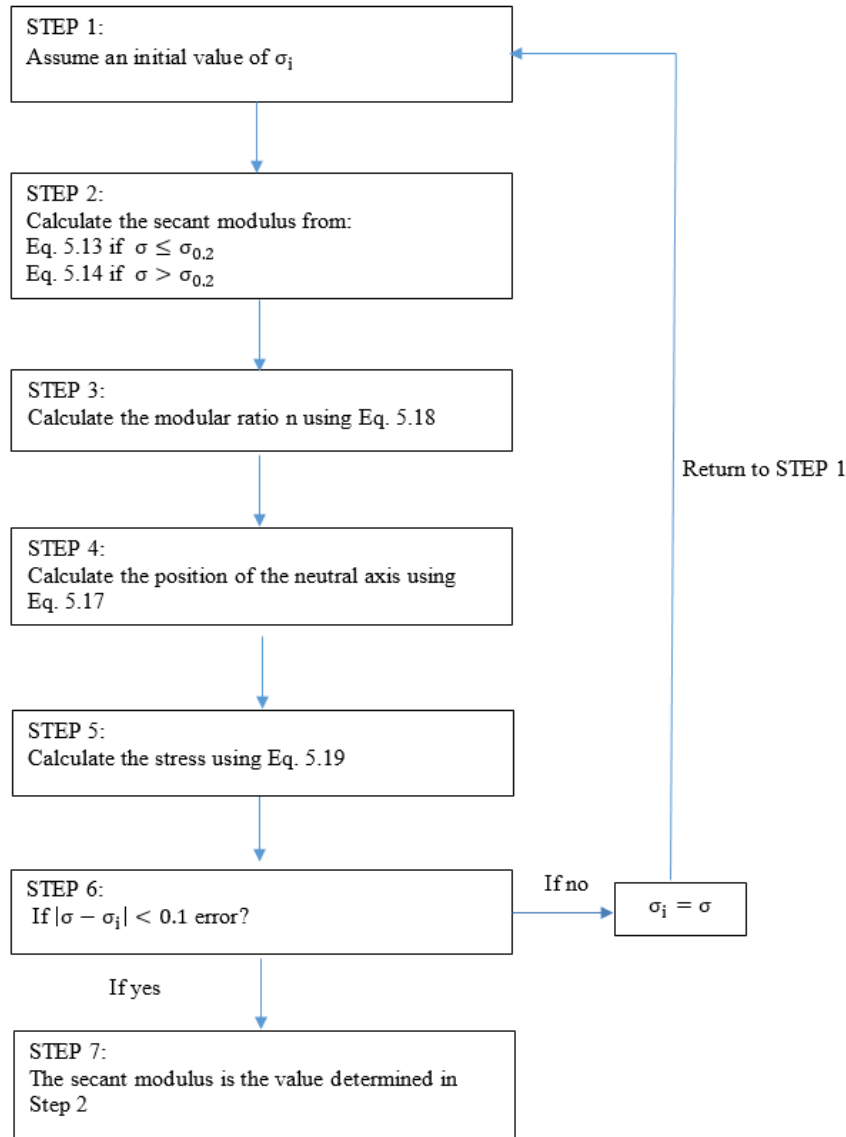 STEP 1:
Assume an initial value of σᵢ
STEP 2:
Calculate the secant modulus from:
Eq. 5.13 if σ ≤ σ₀.₂
Eq. 5.14 if σ > σ₀.₂
STEP 3:
Calculate the modular ratio n using Eq. 5.18
Return to STEP 1
STEP 4:
Calculate the position of the neutral axis using
Eq. 5.17
STEP 5:
Calculate the stress using Eq. 5.19
STEP 6:
If |σ − σᵢ| < 0.1 error?
If no
σᵢ = σ
If yes
STEP 7:
The secant modulus is the value determined in
Step 2